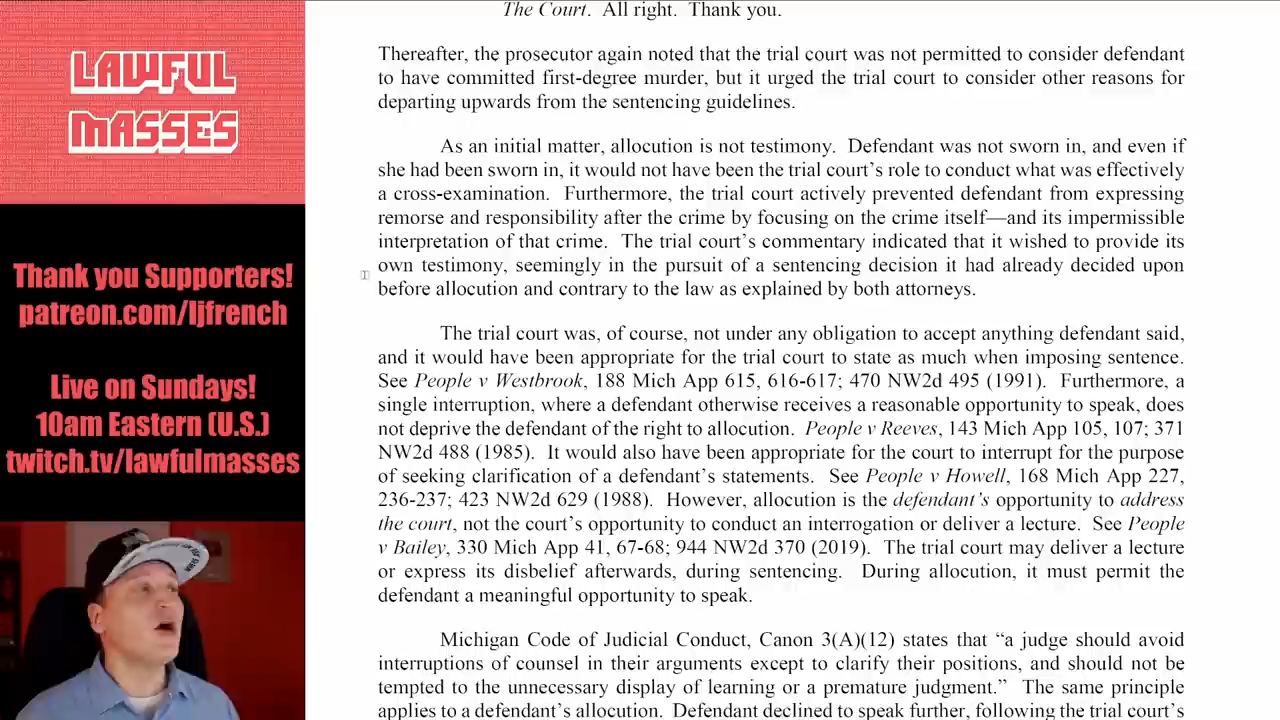 LAWFUL
MASSES
Thank you Supporters!
patreon.com/ljfrench
Live on Sundays!
10am Eastern (U.S.)
twitch.tv/lawfulmasses
The Court. All right. Thank you.
Thereafter, the prosecutor again noted that the trial court was not permitted to consider defendant
to have committed first-degree murder, but it urged the trial court to consider other reasons for
departing upwards from the sentencing guidelines.
As an initial matter, allocution is not testimony. Defendant was not sworn in, and even if
she had been sworn in, it would not have been the trial court's role to conduct what was effectively
a cross-examination. Furthermore, the trial court actively prevented defendant from expressing
remorse and responsibility after the crime by focusing on the crime itself—and its impermissible
interpretation of that crime. The trial court's commentary indicated that it wished to provide its
own testimony, seemingly in the pursuit of a sentencing decision it had already decided upon
before allocution and contrary to the law as explained by both attorneys.
The trial court was, of course, not under any obligation to accept anything defendant said,
and it would have been appropriate for the trial court to state as much when imposing sentence.
See People v Westbrook, 188 Mich App 615, 616-617; 470 NW2d 495 (1991). Furthermore, a
single interruption, where a defendant otherwise receives a reasonable opportunity to speak, does
not deprive the defendant of the right to allocution. People v Reeves, 143 Mich App 105, 107; 371
NW2d 488 (1985). It would also have been appropriate for the court to interrupt for the purpose
of seeking clarification of a defendant's statements. See People v Howell, 168 Mich App 227,
236-237; 423 NW2d 629 (1988). However, allocution is the defendant's opportunity to address
the court, not the court's opportunity to conduct an interrogation or deliver a lecture. See People
v Bailey, 330 Mich App 41, 67-68; 944 NW2d 370 (2019). The trial court may deliver a lecture
or express its disbelief afterwards, during sentencing. During allocution, it must permit the
defendant a meaningful opportunity to speak.
Michigan Code of Judicial Conduct, Canon 3(A)(12) states that “a judge should avoid
interruptions of counsel in their arguments except to clarify their positions, and should not be
tempted to the unnecessary display of learning or a premature judgment.” The same principle
applies to a defendant's allocution. Defendant declined to speak further, following the trial court's